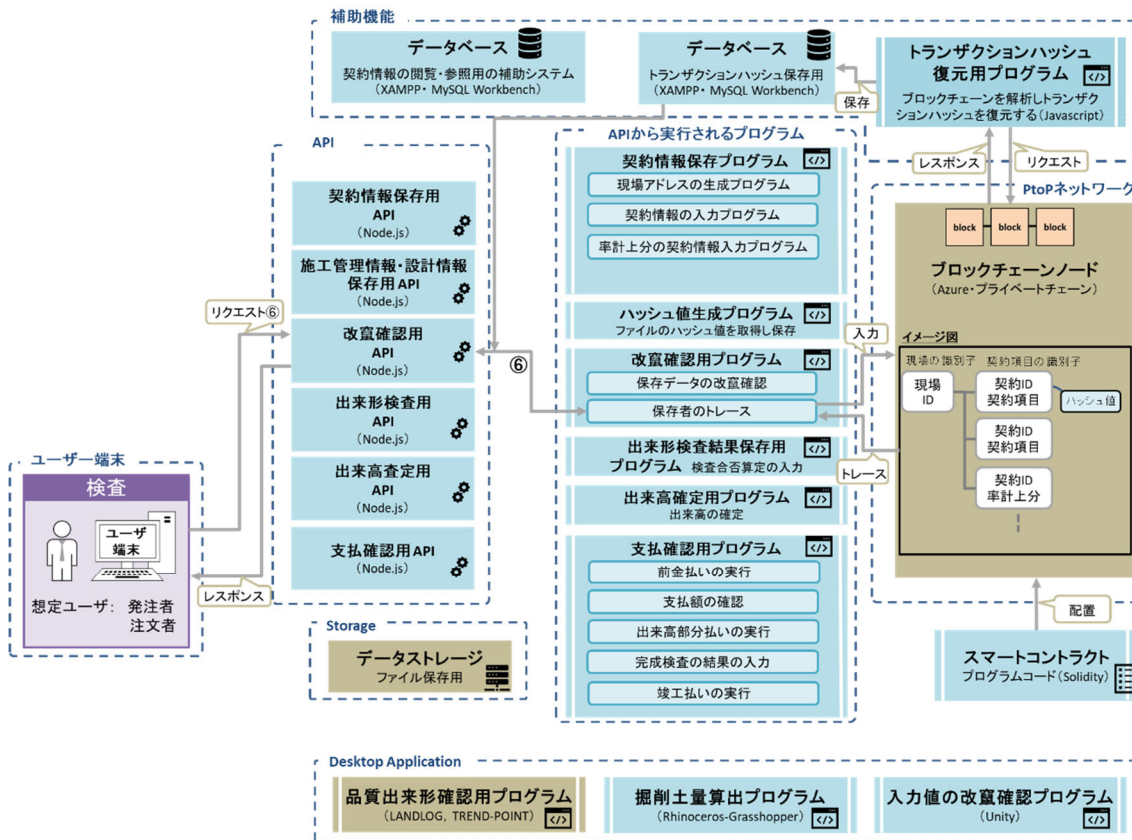 補助機能
データベース
契約情報の閲覧・参照用の補助システム
(XAMPP・ MySQL Workbench)
データベース
トランザクションハッシュ保存用
(XAMPP・ MySQL Workbench)
保存
トランザクションハッシュ
復元用プログラム
ブロックチェーンを解析しトランザク
ションハッシュを復元する(Javascript)
レスポンス
リクエスト
API
契約情報保存用
API
(Node.js)
施工管理情報・設計情報
保存用API
(Node.js)
改竄確認用
API
(Node.js)
出来形検査用
API
(Node.js)
出来高査定用
API
(Node.js)
支払確認用API
(Node.js)
リクエスト⑥
レスポンス
⑥
ユーザー端末
検査
ユーザ
端末
想定ユーザ: 発注者
注文者
Storage
データストレージ
ファイル保存用
APIから実行されるプログラム
契約情報保存プログラム
現場アドレスの生成プログラム
契約情報の入力プログラム
率計上分の契約情報入力プログラム
ハッシュ値生成プログラム
ファイルのハッシュ値を取得し保存
改竄確認用プログラム
保存データの改竄確認
保存者のトレース
出来形検査結果保存用
プログラム 検査合否算定の入力
出来高確定用プログラム
出来高の確定
支払確認用プログラム
前金払いの実行
支払額の確認
出来高部分払いの実行
完成検査の結果の入力
竣工払いの実行
入力
トレース
PtoPネットワーク
block
block
block
ブロックチェーンノード
(Azure・プライベートチェーン)
イメージ図
現場の識別子 契約項目の識別子
現場
ID
契約ID
契約項目
ハッシュ値
契約ID
契約項目
契約ID
率計上分
配置
スマートコントラクト
プログラムコード(Solidity)
Desktop Application
品質出来形確認用プログラム
(LANDLOG, TREND-POINT)
掘削土量算出プログラム
(Rhinoceros-Grasshopper)
入力値の改竄確認プログラム
(Unity)